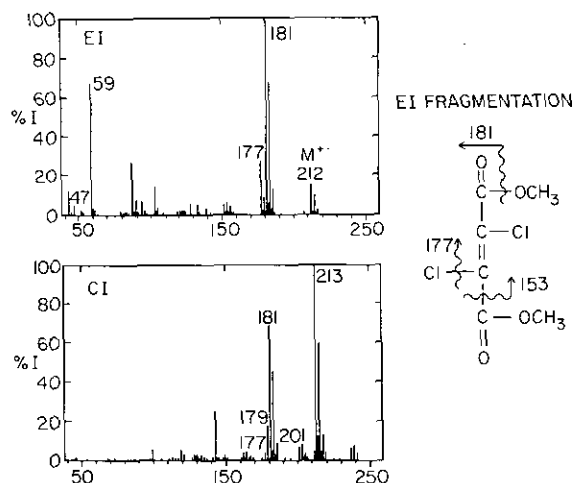 EI
181
59
177
M+·
212
47
% I
100
80
60
40
20
0
50
150
250
CI
213
181
179
177
201
% I
100
80
60
40
20
0
50
150
250
EI FRAGMENTATION
181
O
C-OCH3
C-Cl
177
Cl-C
153
C-OCH3
O